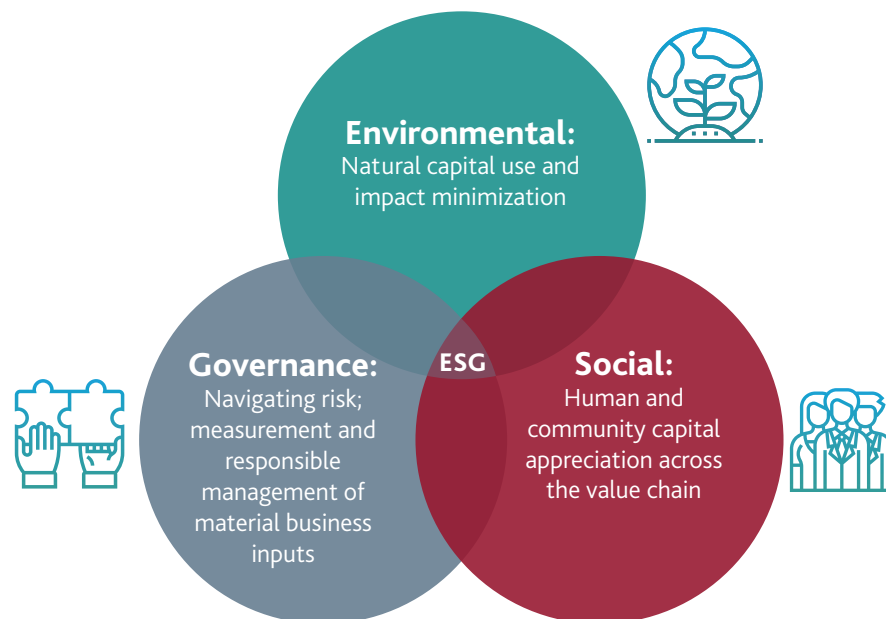 Environmental:
Natural capital use and
impact minimization
Governance:
Navigating risk;
measurement and
responsible
management of
material business
inputs
ESG
Social:
Human and
community capital
appreciation across
the value chain